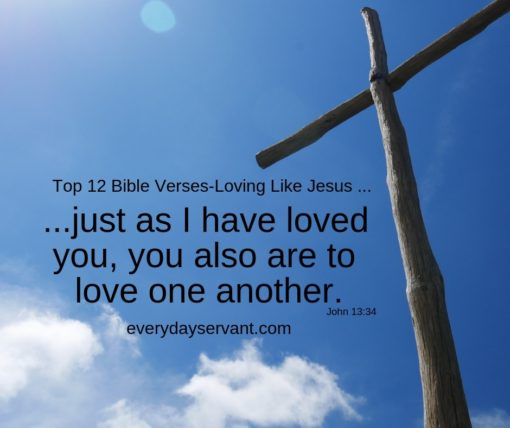 Top 12 Bible Verses-Loving Like Jesus ...
...just as I have loved
you, you also are to
love one another.
John 13:34
everydayservant.com